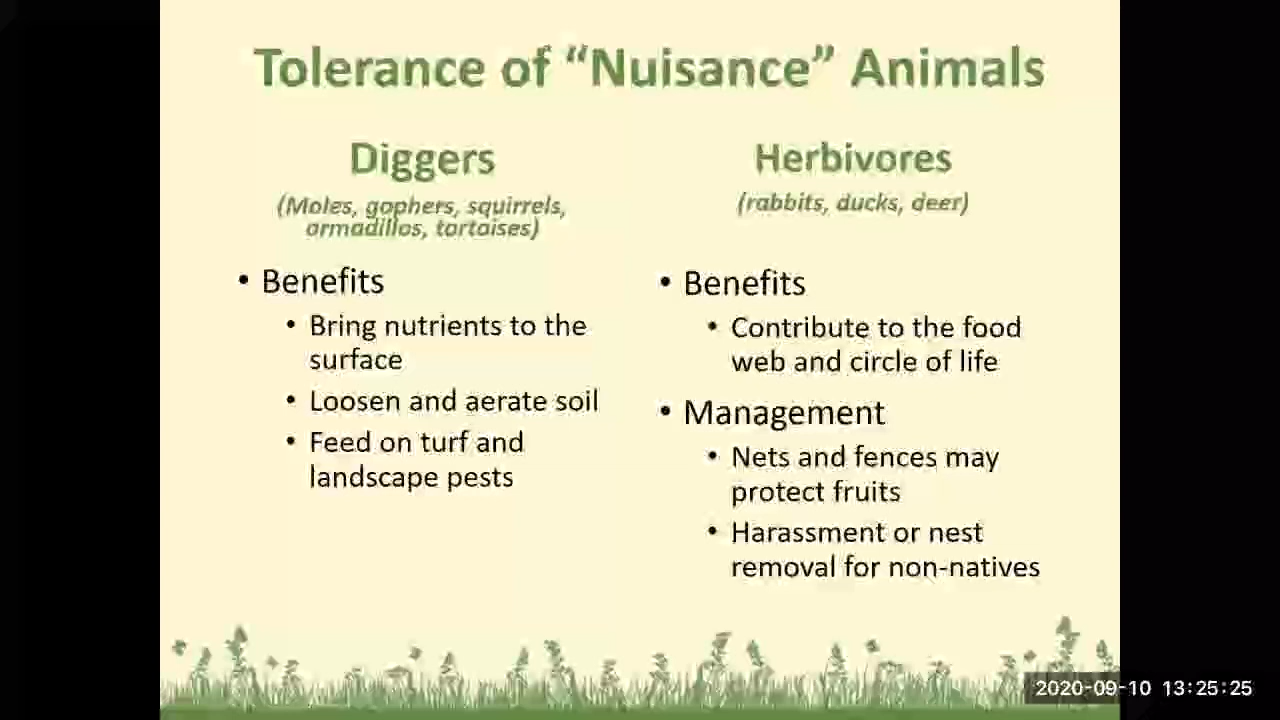 Tolerance of “Nuisance” Animals
Diggers
(Moles, gophers, squirrels,
armadillos, tortoises)
• Benefits
• Bring nutrients to the
surface
• Loosen and aerate soil
• Feed on turf and
landscape pests
Herbivores
(rabbits, ducks, deer)
• Benefits
• Contribute to the food
web and circle of life
• Management
• Nets and fences may
protect fruits
• Harassment or nest
removal for non-natives
2020-09-10 13:25:25